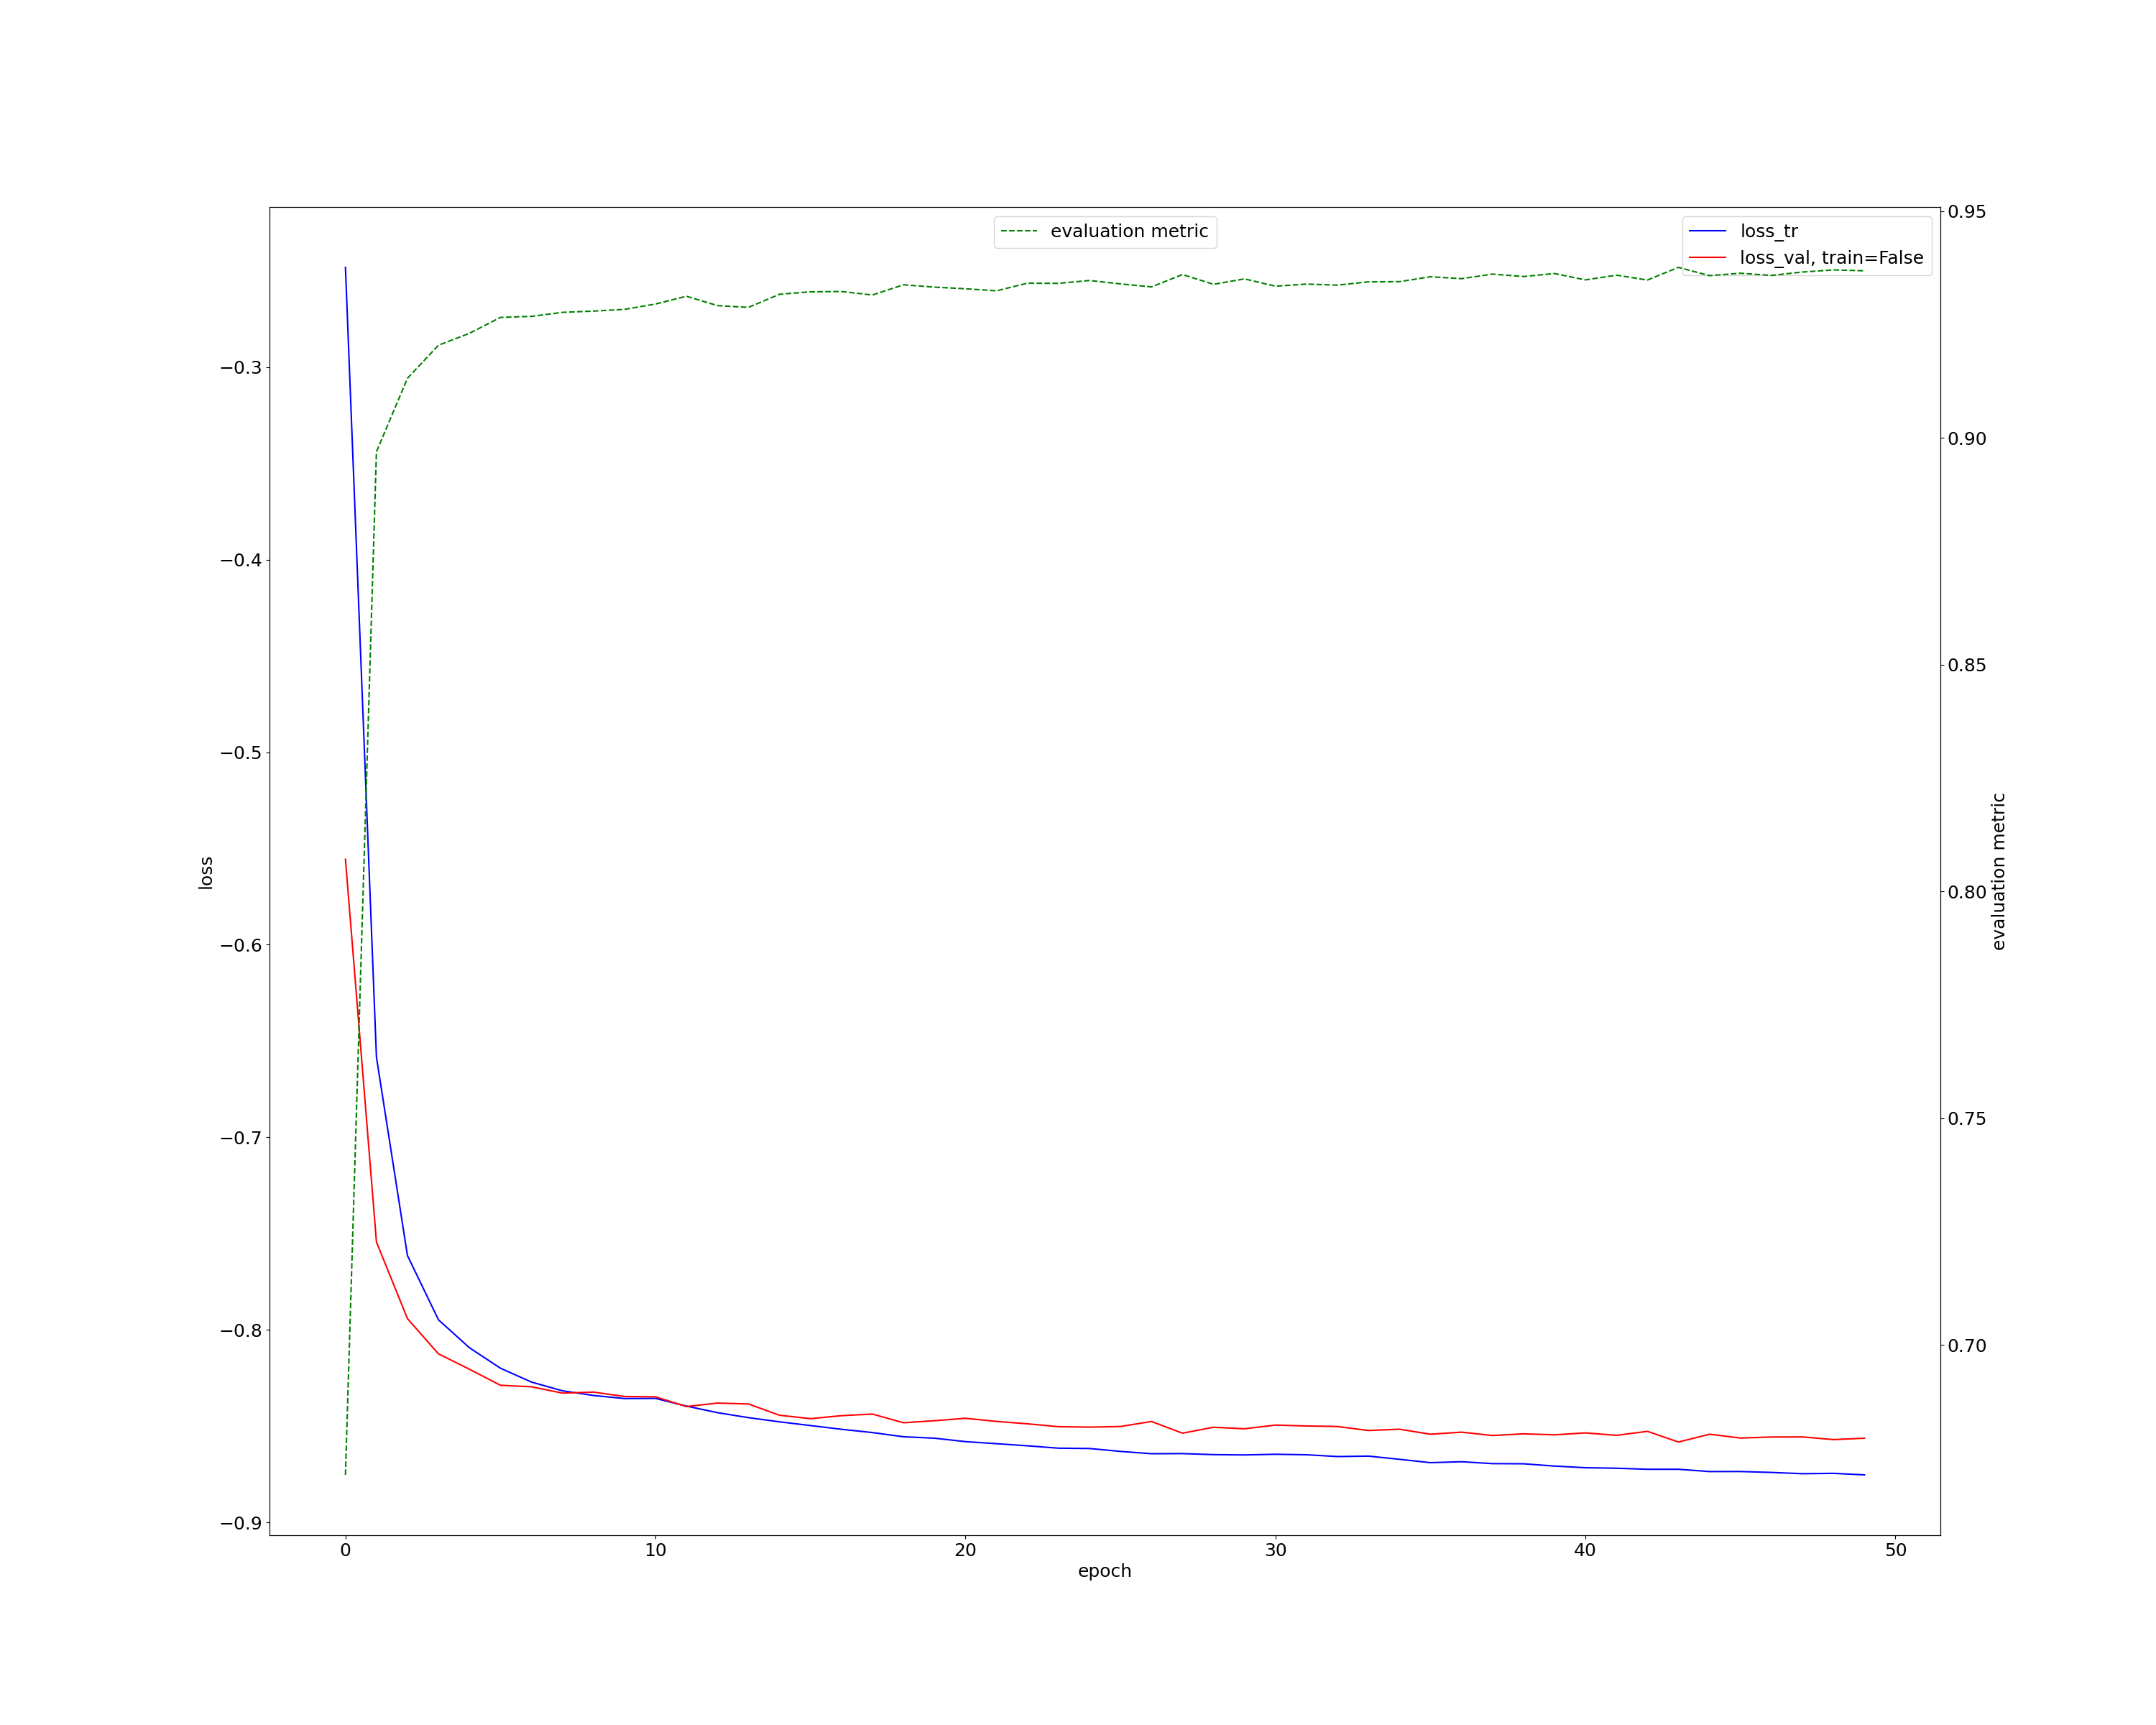 evaluation metric
loss_tr
loss_val, train=False
0.95
−0.3
0.90
−0.4
0.85
−0.5
loss
evaluation metric
0.80
−0.6
0.75
−0.7
−0.8
0.70
−0.9
0 10 20 30 40 50
epoch